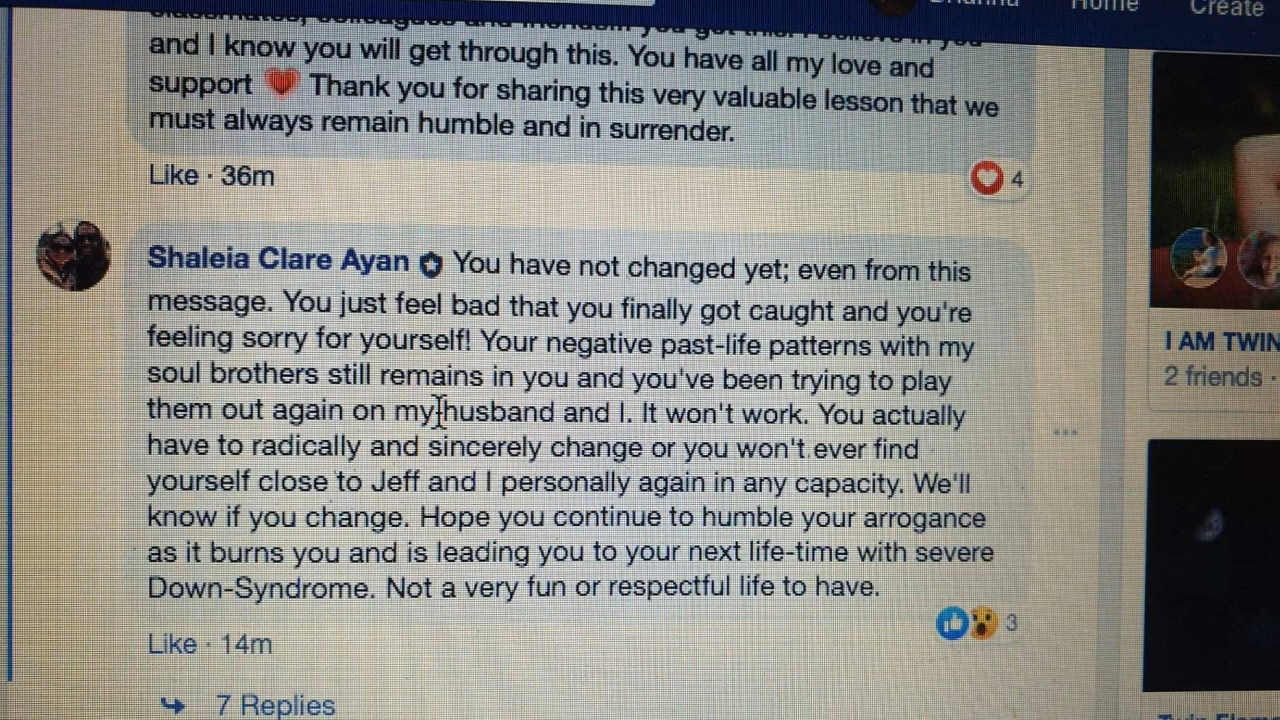 Home
Create
and I know you will get through this. You have all my love and
support ❤️ Thank you for sharing this very valuable lesson that we
must always remain humble and in surrender.
Like · 36m
4
Shaleia Clare Ayan You have not changed yet; even from this
message. You just feel bad that you finally got caught and you're
feeling sorry for yourself! Your negative past-life patterns with my
soul brothers still remains in you and you've been trying to play
them out again on my husband and I. It won't work. You actually
have to radically and sincerely change or you won't ever find
yourself close to Jeff and I personally again in any capacity. We'll
know if you change. Hope you continue to humble your arrogance
as it burns you and is leading you to your next life-time with severe
Down-Syndrome. Not a very fun or respectful life to have.
3
Like · 14m
7 Replies
I AM TWIN
2 friends ·